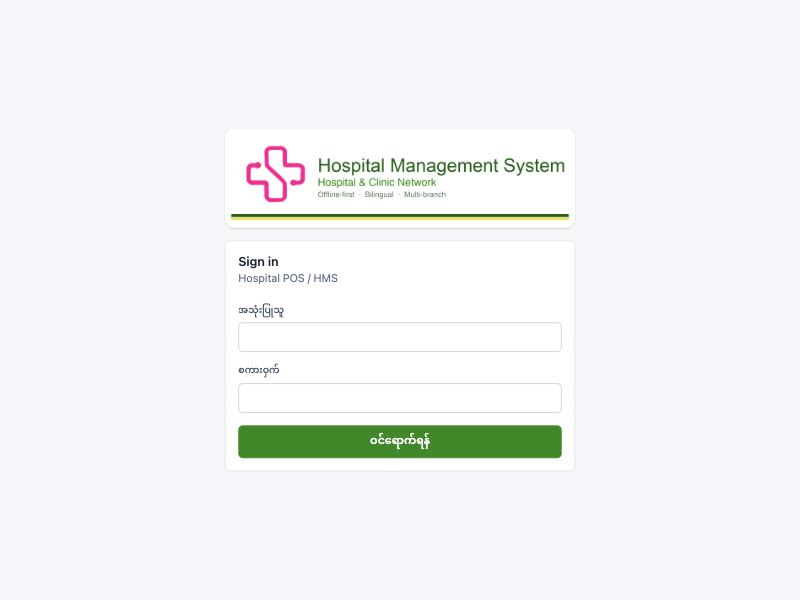 Hospital Management System
Hospital & Clinic Network
Offline-first · Bilingual · Multi-branch
Sign in
Hospital POS / HMS
အသုံးပြုသူ
စကားဝှက်
ဝင်ရောက်ရန်